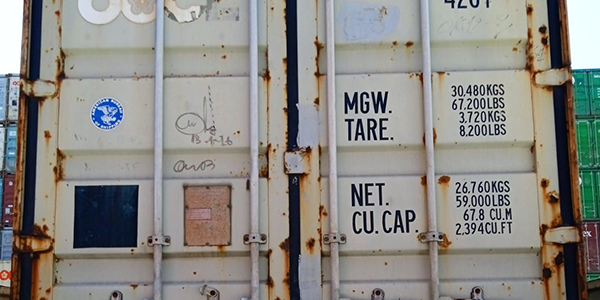 4261
MGW. 30.480KGS
67.200LBS
TARE. 3.720KGS
8.200LBS
NET. 26.760KGS
59.000LBS
CU.CAP. 67.8 CU.M
2.394CU.FT